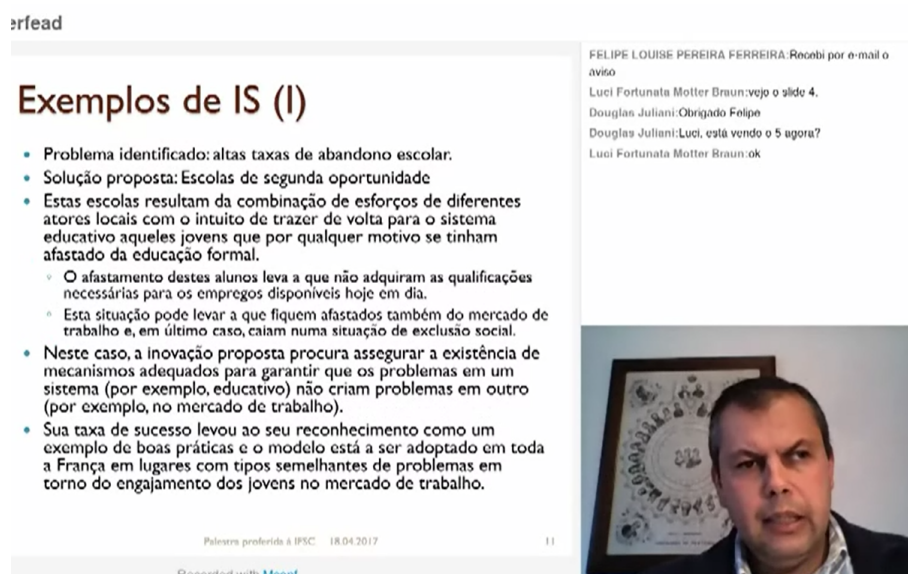 erfead
Exemplos de IS (I)
• Problema identificado: altas taxas de abandono escolar.
• Solução proposta: Escolas de segunda oportunidade
• Estas escolas resultam da combinação de esforços de diferentes
atores locais com o intuito de trazer de volta para o sistema
educativo aqueles jovens que por qualquer motivo se tinham
afastado da educação formal.
◦ O afastamento destes alunos leva a que não adquiram as qualificações
necessárias para os empregos disponíveis hoje em dia.
◦ Esta situação pode levar a que fiquem afastados também do mercado de
trabalho e, em último caso, caiam numa situação de exclusão social.
• Neste caso, a inovação proposta procura assegurar a existência de
mecanismos adequados para garantir que os problemas em um
sistema (por exemplo, educativo) não criam problemas em outro
(por exemplo, no mercado de trabalho).
• Sua taxa de sucesso levou ao seu reconhecimento como um
exemplo de boas práticas e o modelo está a ser adoptado em toda
a França em lugares com tipos semelhantes de problemas em
torno do engajamento dos jovens no mercado de trabalho.
Palestra proferida à IFSC 18.04.2017 11
Recorded with Mconf
FELIPE LOUISE PEREIRA FERREIRA:Recebi por e-mail o
aviso
Luci Fortunata Motter Braun:vejo o slide 4.
Douglas Juliani:Obrigado Felipe
Douglas Juliani:Luci, está vendo o 5 agora?
Luci Fortunata Motter Braun:ok